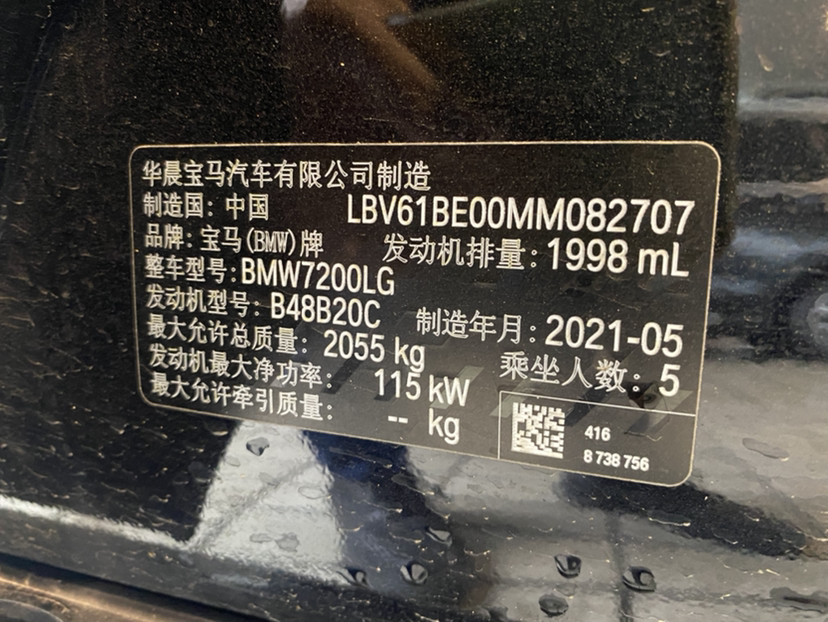 华晨宝马汽车有限公司制造
制造国：中国 LBV61BE00MM082707
品牌：宝马(BMW)牌 发动机排量：1998 mL
整车型号：BMW7200LG
发动机型号：B48B20C 制造年月：2021-05
最大允许总质量：2055 kg 乘坐人数：5
发动机最大净功率：115 kW
最大允许牵引质量：-- kg
416
8 738 756